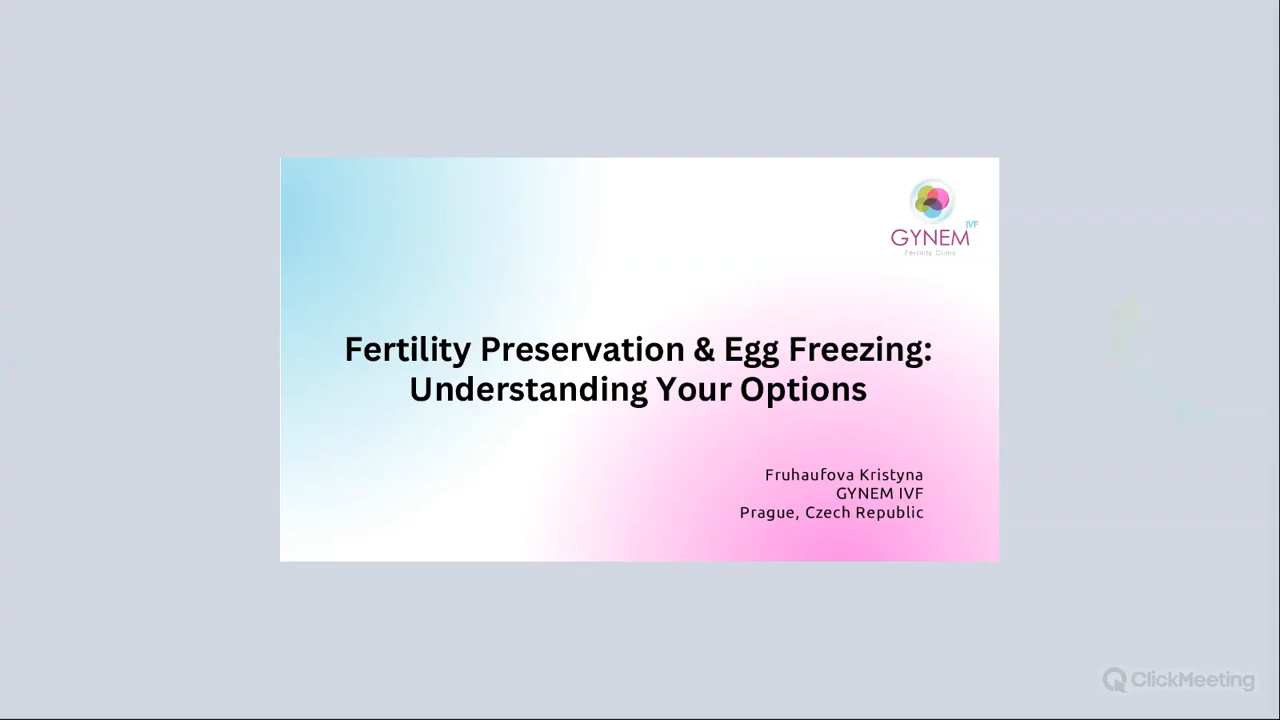 IVF
GYNEM
Fertility Clinic
Fertility Preservation & Egg Freezing:
Understanding Your Options
Fruhaufova Kristyna
GYNEM IVF
Prague, Czech Republic
ClickMeeting